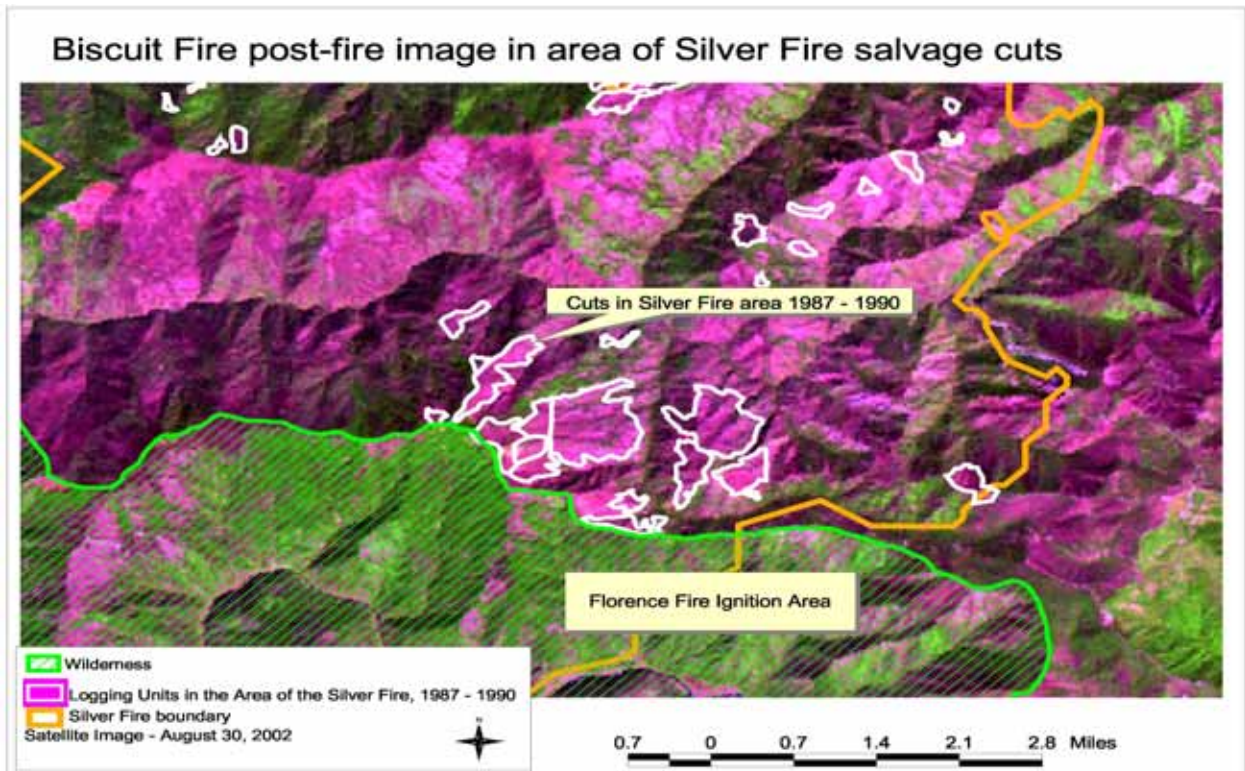 Biscuit Fire post-fire image in area of Silver Fire salvage cuts
Cuts in Silver Fire area 1987 - 1990
Florence Fire Ignition Area
Wilderness
Logging Units in the Area of the Silver Fire, 1987 - 1990
Silver Fire boundary
Satellite Image - August 30, 2002
N
0.7 0 0.7 1.4 2.1 2.8 Miles